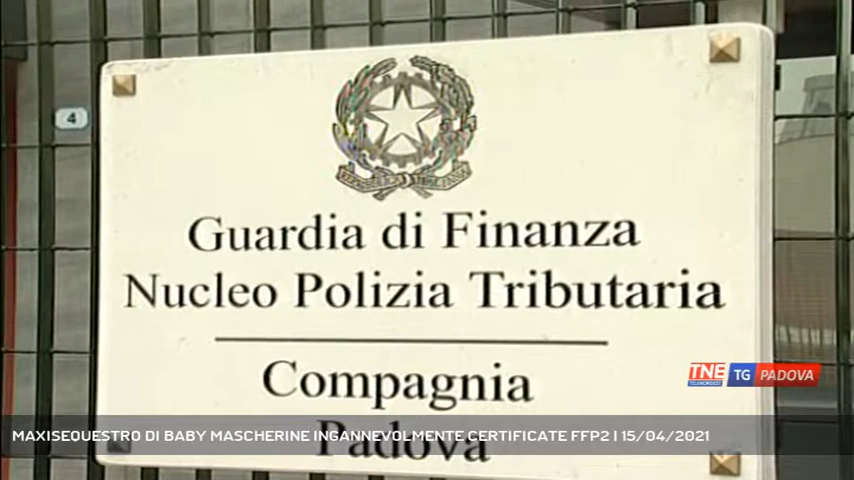 4
Guardia di Finanza
Nucleo Polizia Tributaria
Compagnia
Padova
TNE TG PADOVA
TELENORDEST
MAXISEQUESTRO DI BABY MASCHERINE INGANNEVOLMENTE CERTIFICATE FFP2 | 15/04/2021